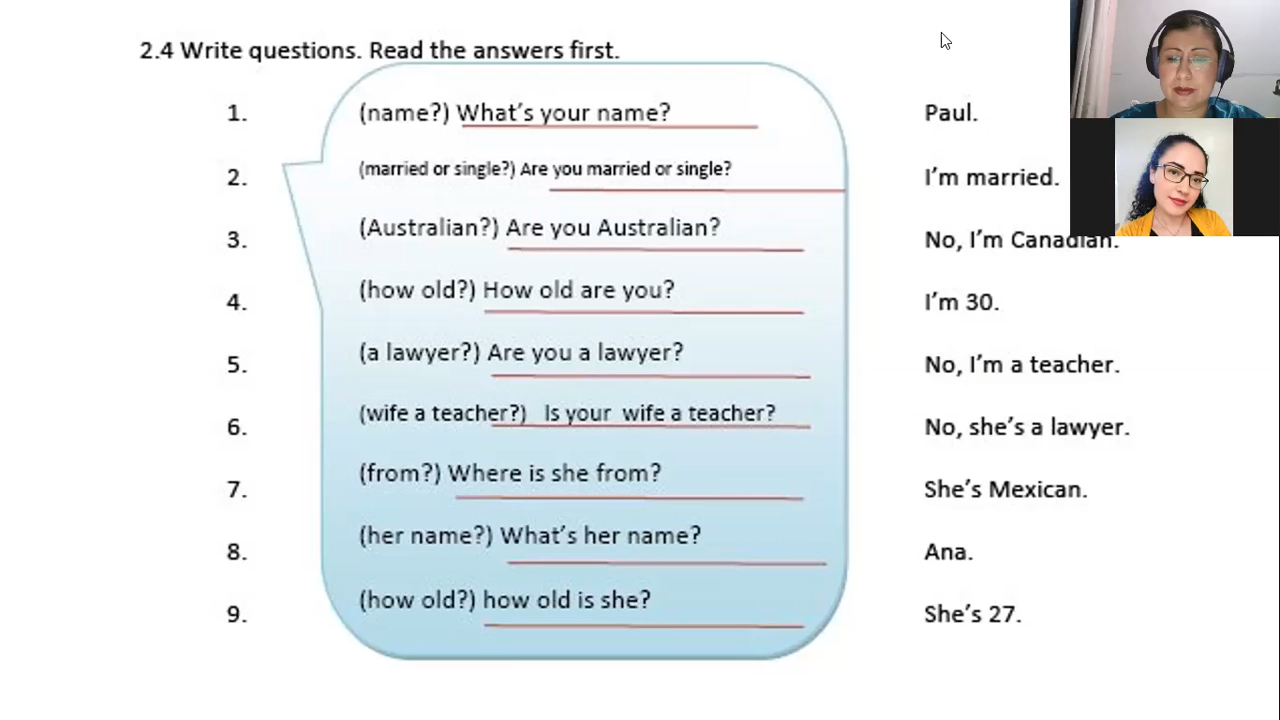 2.4 Write questions. Read the answers first.
1. (name?) What's your name? Paul.
2. (married or single?) Are you married or single? I'm married.
3. (Australian?) Are you Australian? No, I'm Canadian.
4. (how old?) How old are you? I'm 30.
5. (a lawyer?) Are you a lawyer? No, I'm a teacher.
6. (wife a teacher?) Is your wife a teacher? No, she's a lawyer.
7. (from?) Where is she from? She's Mexican.
8. (her name?) What's her name? Ana.
9. (how old?) how old is she? She's 27.